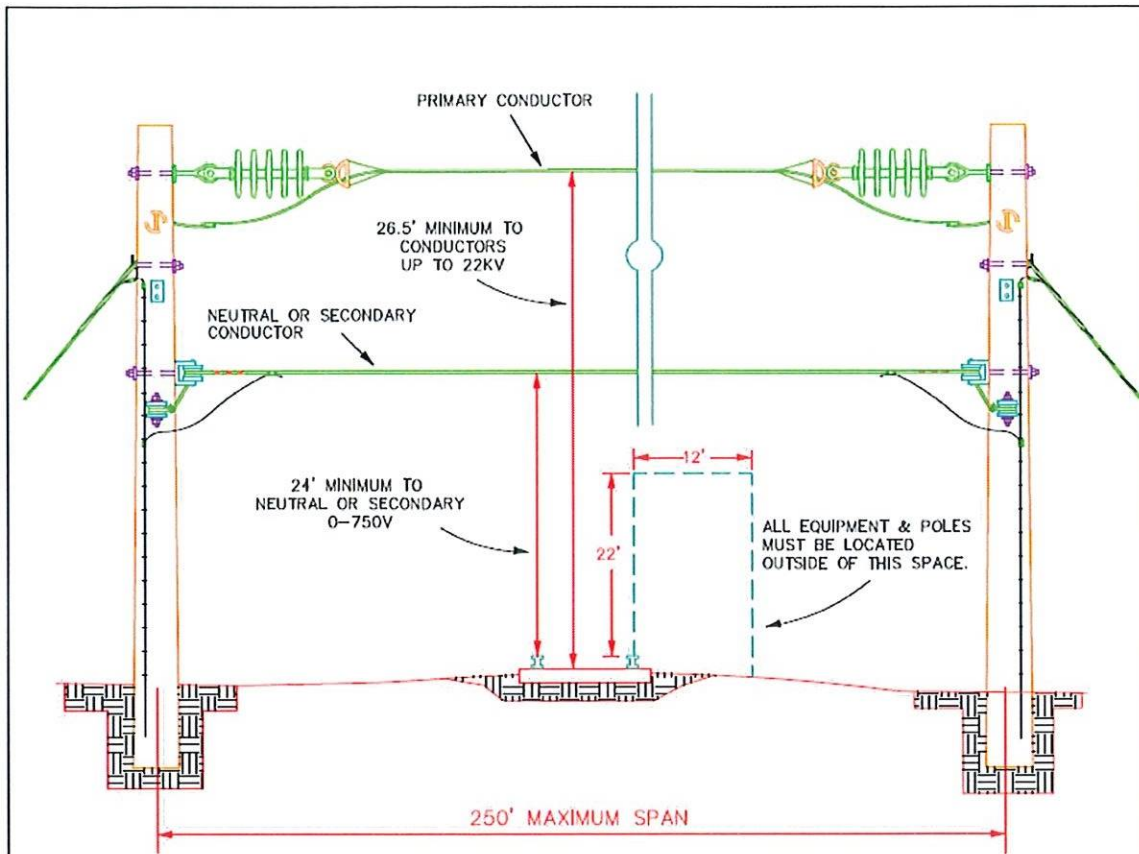 PRIMARY CONDUCTOR
26.5' MINIMUM TO
CONDUCTORS
UP TO 22KV
NEUTRAL OR SECONDARY
CONDUCTOR
12'
24' MINIMUM TO
NEUTRAL OR SECONDARY
0-750V
22'
ALL EQUIPMENT & POLES
MUST BE LOCATED
OUTSIDE OF THIS SPACE.
250' MAXIMUM SPAN